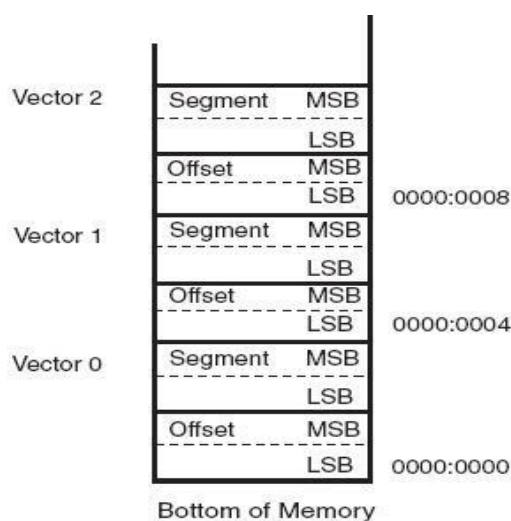 Vector 2 Segment MSB
LSB
Offset MSB
LSB 0000:0008
Vector 1 Segment MSB
LSB
Offset MSB
LSB 0000:0004
Vector 0 Segment MSB
LSB
Offset MSB
LSB 0000:0000
Bottom of Memory